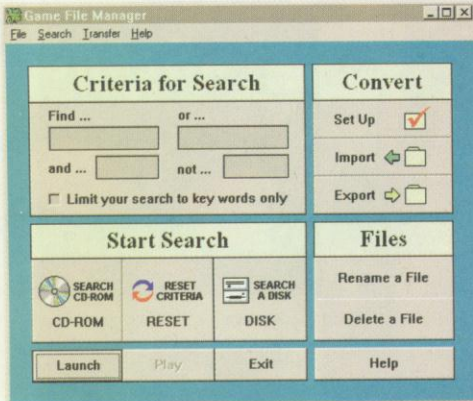 Game File Manager
File Search Transfer Help
Criteria for Search
Find ... or ...
and ... not ...
Limit your search to key words only
Convert
Set Up
Import
Export
Start Search
SEARCH CD-ROM
CD-ROM
RESET CRITERIA
RESET
SEARCH A DISK
DISK
Files
Rename a File
Delete a File
Launch
Play
Exit
Help